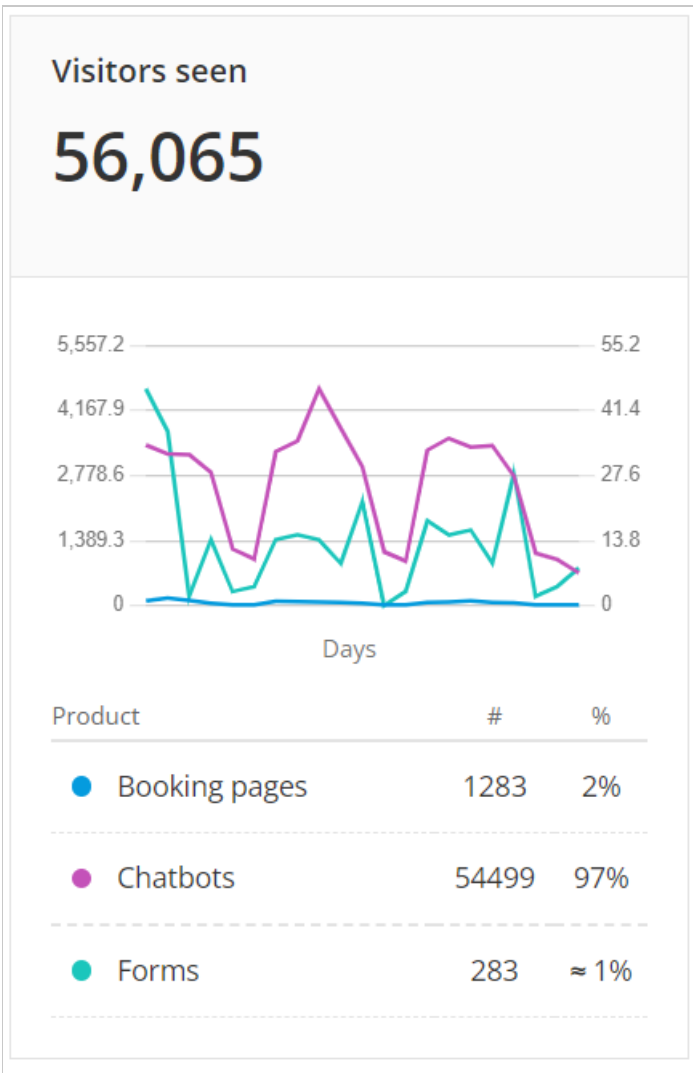 Visitors seen
56,065
5,557.2 55.2
4,167.9 41.4
2,778.6 27.6
1,389.3 13.8
0 0
Days
Product # %
Booking pages 1283 2%
Chatbots 54499 97%
Forms 283 ≈ 1%